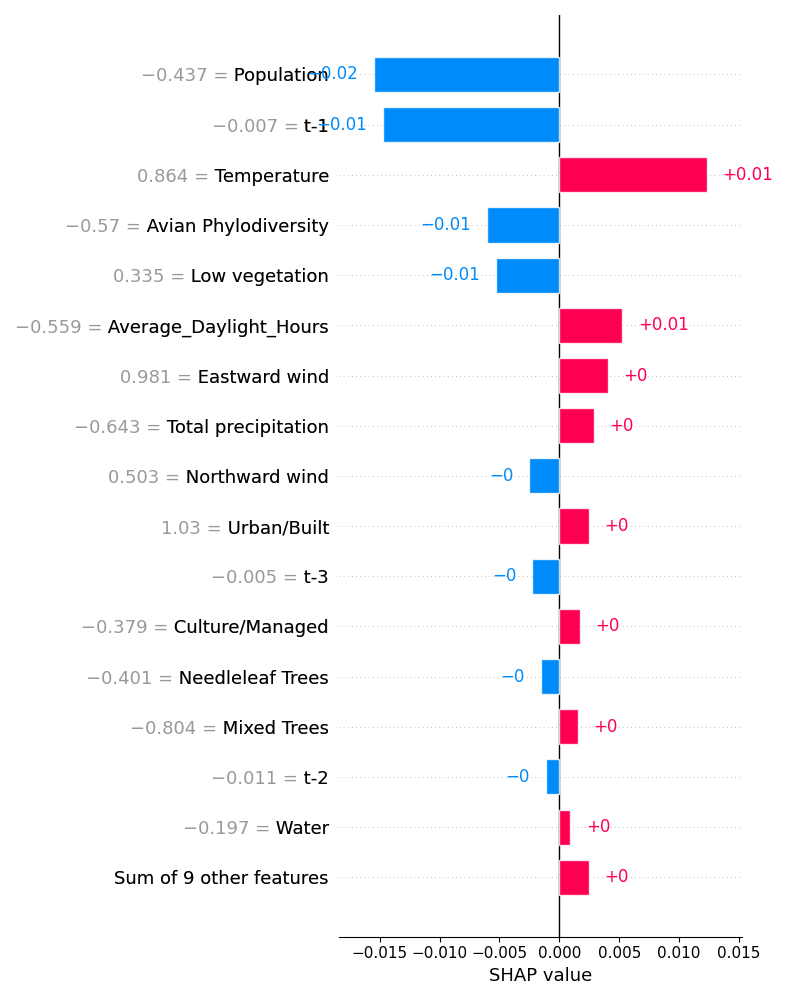 −0.437 = Population −0.02
−0.007 = t-1 −0.01
0.864 = Temperature +0.01
−0.57 = Avian Phylodiversity −0.01
0.335 = Low vegetation −0.01
−0.559 = Average_Daylight_Hours +0.01
0.981 = Eastward wind +0
−0.643 = Total precipitation +0
0.503 = Northward wind −0
1.03 = Urban/Built +0
−0.005 = t-3 −0
−0.379 = Culture/Managed +0
−0.401 = Needleleaf Trees −0
−0.804 = Mixed Trees +0
−0.011 = t-2 −0
−0.197 = Water +0
Sum of 9 other features +0
−0.015 −0.010 −0.005 0.000 0.005 0.010 0.015
SHAP value